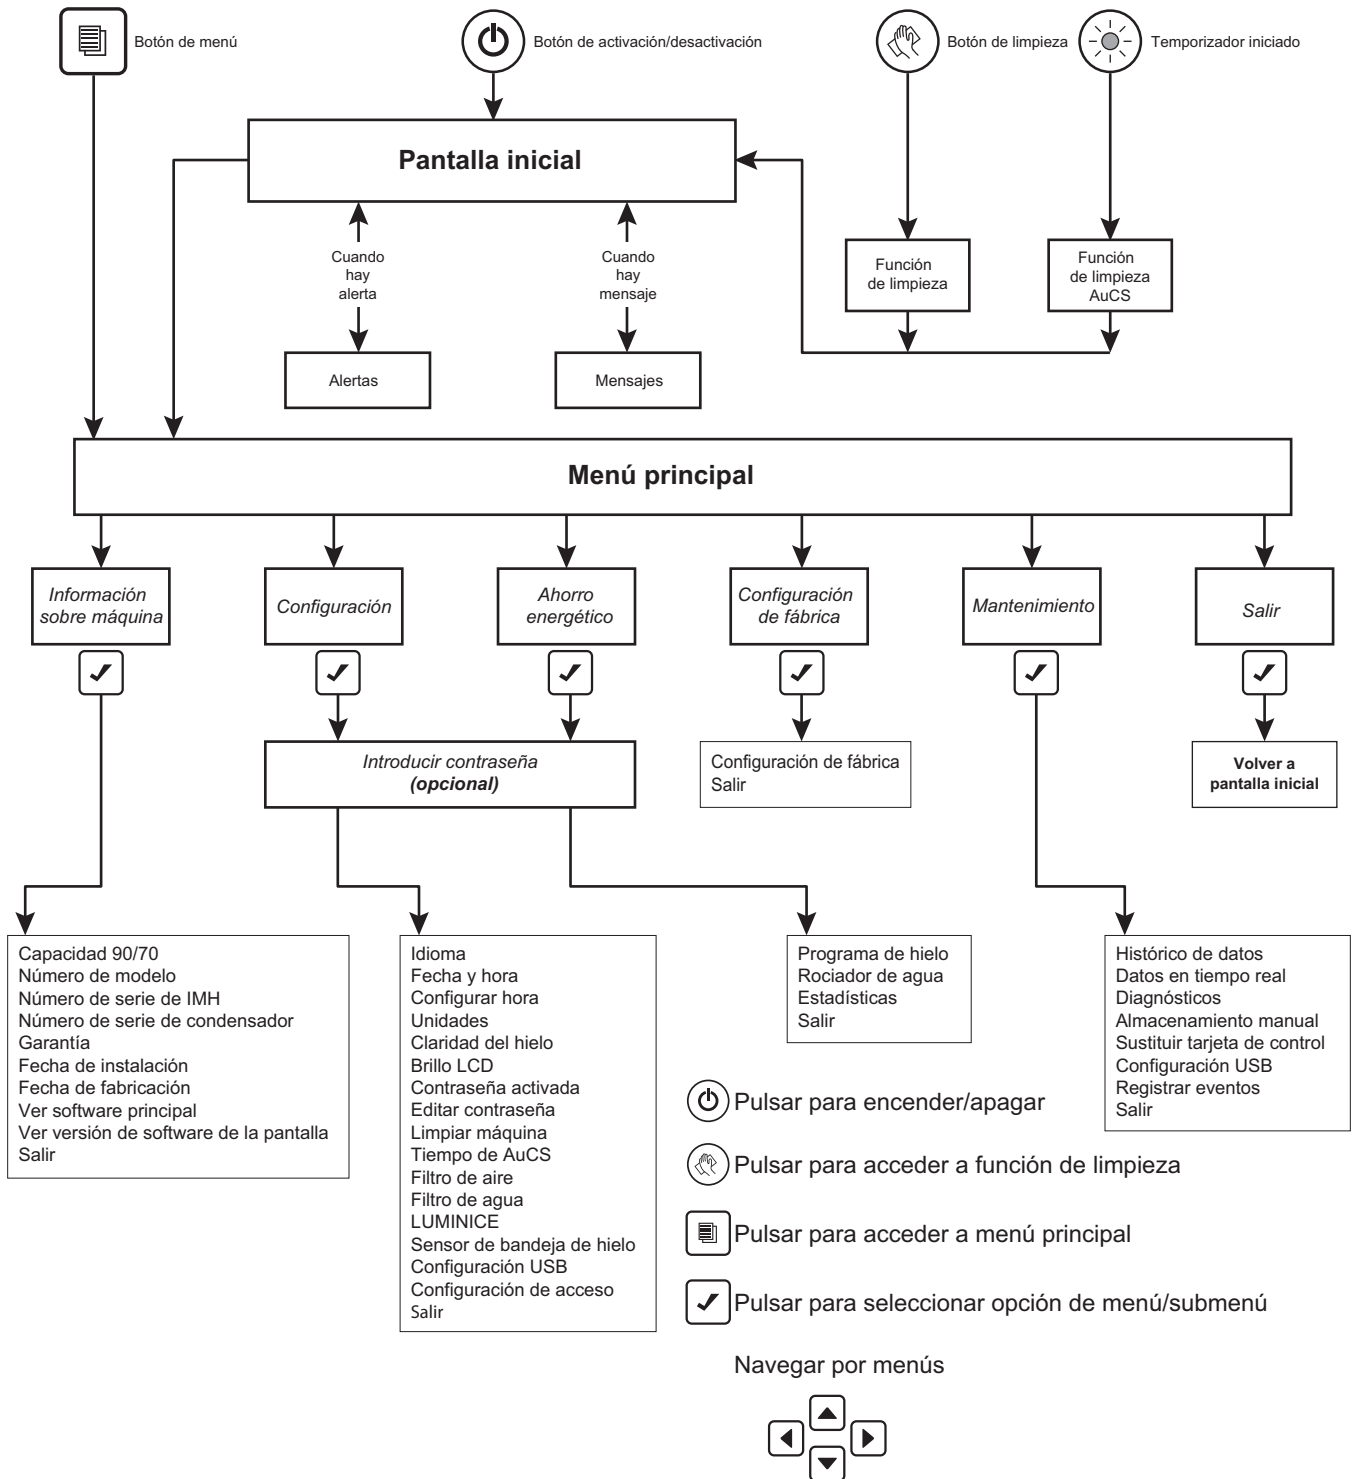 Botón de menú
Botón de activación/desactivación
Botón de limpieza
Temporizador iniciado
Pantalla inicial
Cuando
hay
alerta
Cuando
hay
mensaje
Función
de limpieza
Función
de limpieza
AuCS
Alertas
Mensajes
Menú principal
Información
sobre máquina
Configuración
Ahorro
energético
Configuración
de fábrica
Mantenimiento
Salir
Introducir contraseña
(opcional)
Configuración de fábrica
Salir
Volver a
pantalla inicial
Capacidad 90/70
Número de modelo
Número de serie de IMH
Número de serie de condensador
Garantía
Fecha de instalación
Fecha de fabricación
Ver software principal
Ver versión de software de la pantalla
Salir
Idioma
Fecha y hora
Configurar hora
Unidades
Claridad del hielo
Brillo LCD
Contraseña activada
Editar contraseña
Limpiar máquina
Tiempo de AuCS
Filtro de aire
Filtro de agua
LUMINICE
Sensor de bandeja de hielo
Configuración USB
Configuración de acceso
Salir
Programa de hielo
Rociador de agua
Estadísticas
Salir
Histórico de datos
Datos en tiempo real
Diagnósticos
Almacenamiento manual
Sustituir tarjeta de control
Configuración USB
Registrar eventos
Salir
Pulsar para encender/apagar
Pulsar para acceder a función de limpieza
Pulsar para acceder a menú principal
Pulsar para seleccionar opción de menú/submenú
Navegar por menús